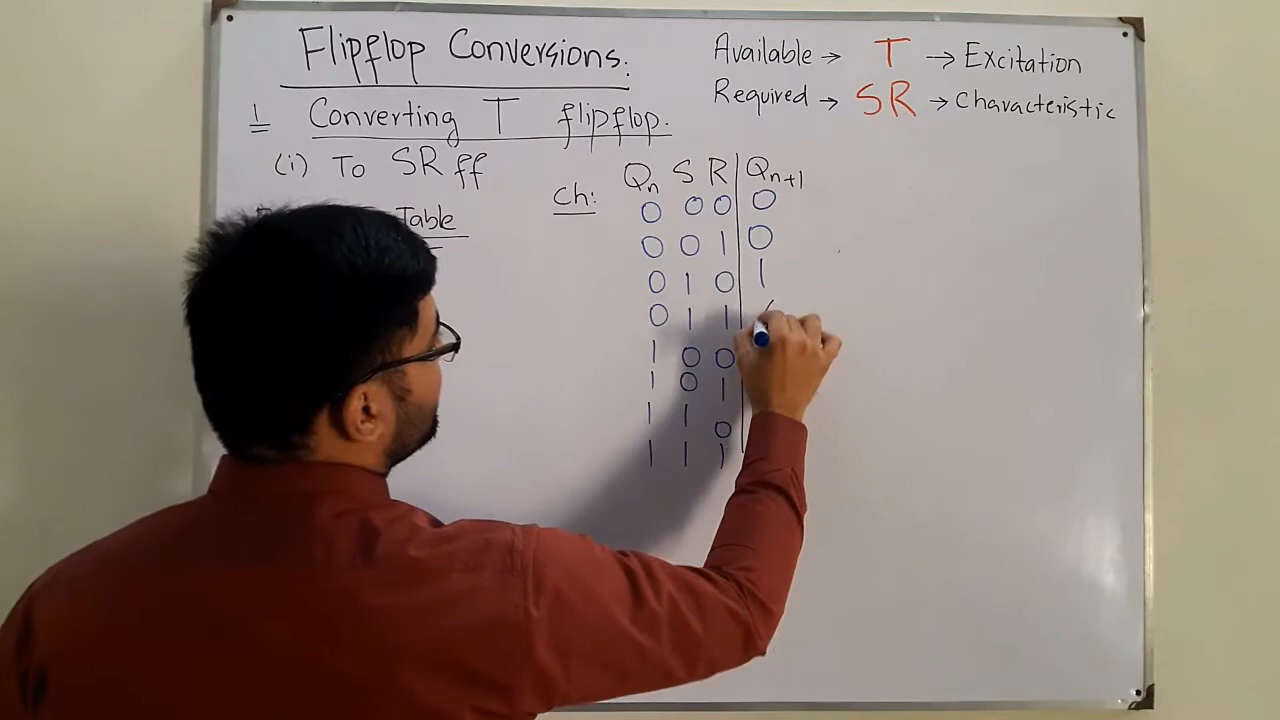 Flipflop Conversions:
Available → T → Excitation
Required → SR → Characteristic
1 Converting T flipflop.
(i) To SR ff
Table
Ch:
Qn S R Qn+1
0 0 0 0
0 0 1 0
0 1 0 1
0 1 1
1 0 0
1 0 1
1 1 0
1 1 1